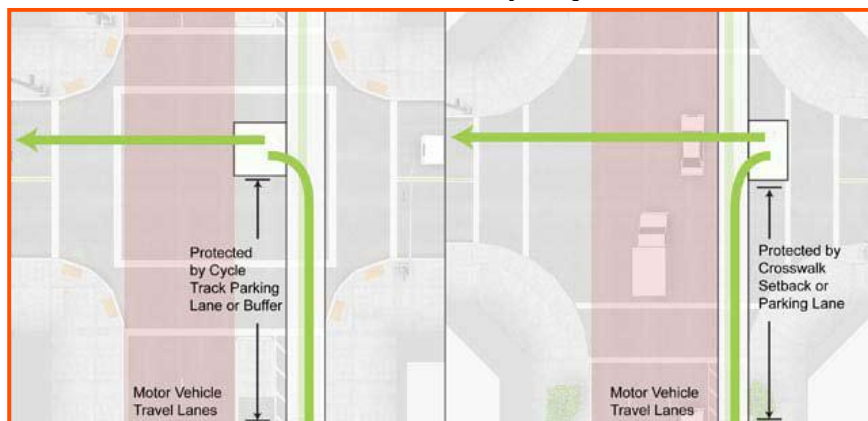 Protected
by Cycle
Track Parking
Lane or Buffer
Motor Vehicle
Travel Lanes
Protected by
Crosswalk
Setback or
Parking Lane
Motor Vehicle
Travel Lanes